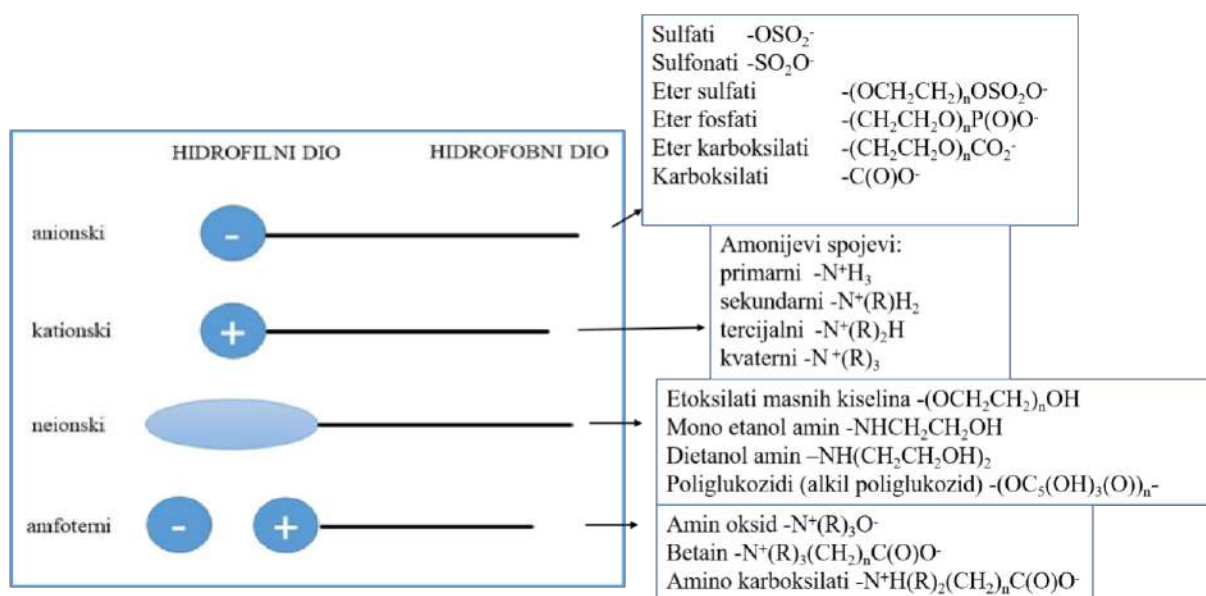 HIDROFILNI DIO HIDROFOBNI DIO
anionski
-
kationski
+
neionski
amfoterni
- +
Sulfati -OSO₂⁻
Sulfonati -SO₂O⁻
Eter sulfati -(OCH₂CH₂)ₙOSO₂O⁻
Eter fosfati -(CH₂CH₂O)ₙP(O)O⁻
Eter karboksilati -(CH₂CH₂O)ₙCO₂⁻
Karboksilati -C(O)O⁻
Amonijevi spojevi:
primarni -N⁺H₃
sekundarni -N⁺(R)H₂
tercijalni -N⁺(R)₂H
kvaterni -N⁺(R)₃
Etoksilati masnih kiselina -(OCH₂CH₂)ₙOH
Mono etanol amin -NHCH₂CH₂OH
Dietanol amin –NH(CH₂CH₂OH)₂
Poliglukozidi (alkil poliglukozid) -(OC₅(OH)₃(O))ₙ-
Amin oksid -N⁺(R)₃O⁻
Betain -N⁺(R)₃(CH₂)ₙC(O)O⁻
Amino karboksilati -N⁺H(R)₂(CH₂)ₙC(O)O⁻